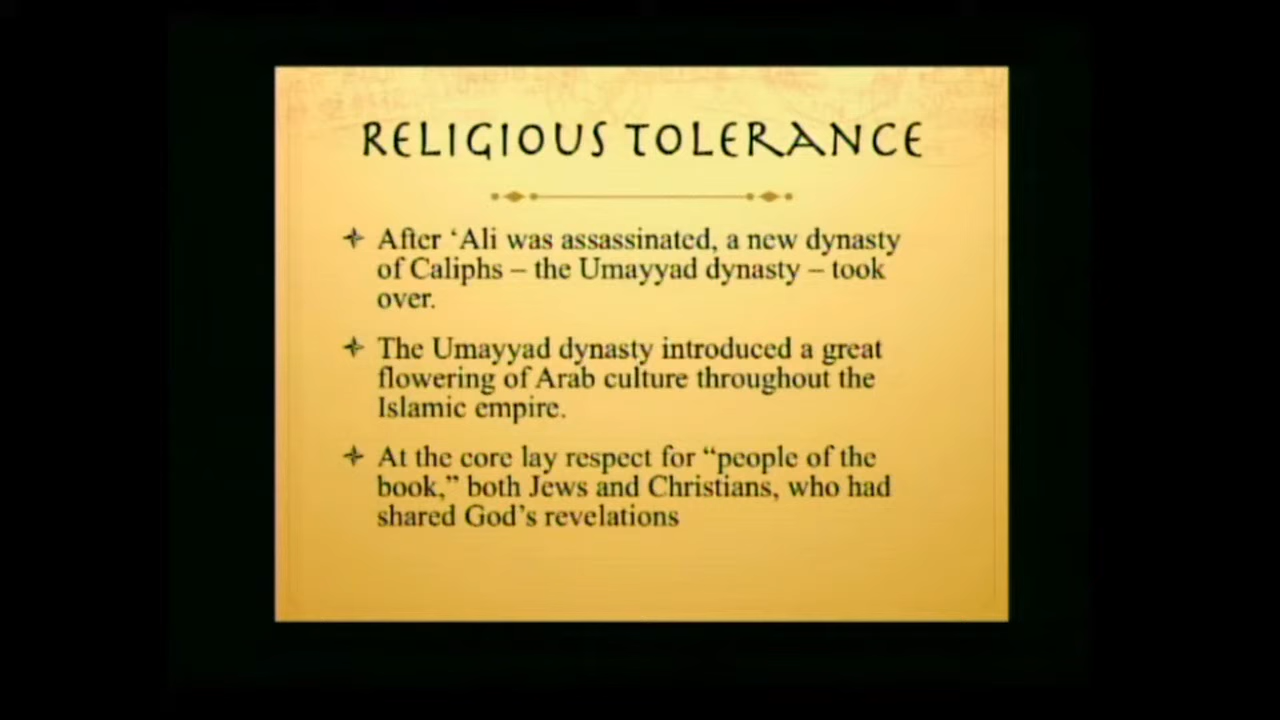 RELIGIOUS TOLERANCE
After ‘Ali was assassinated, a new dynasty
of Caliphs – the Umayyad dynasty – took
over.
The Umayyad dynasty introduced a great
flowering of Arab culture throughout the
Islamic empire.
At the core lay respect for “people of the
book,” both Jews and Christians, who had
shared God’s revelations